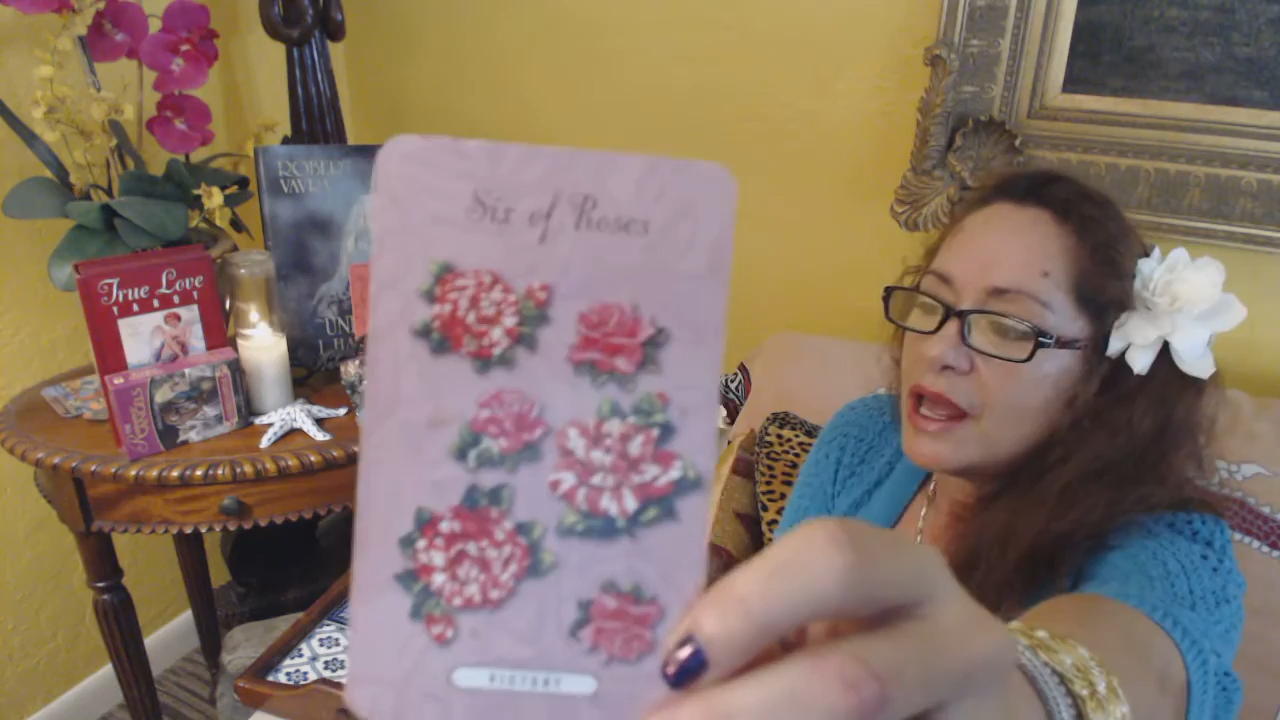 Six of Roses
VICTORY
ROBERT
VAVRA
True Love
TAROT